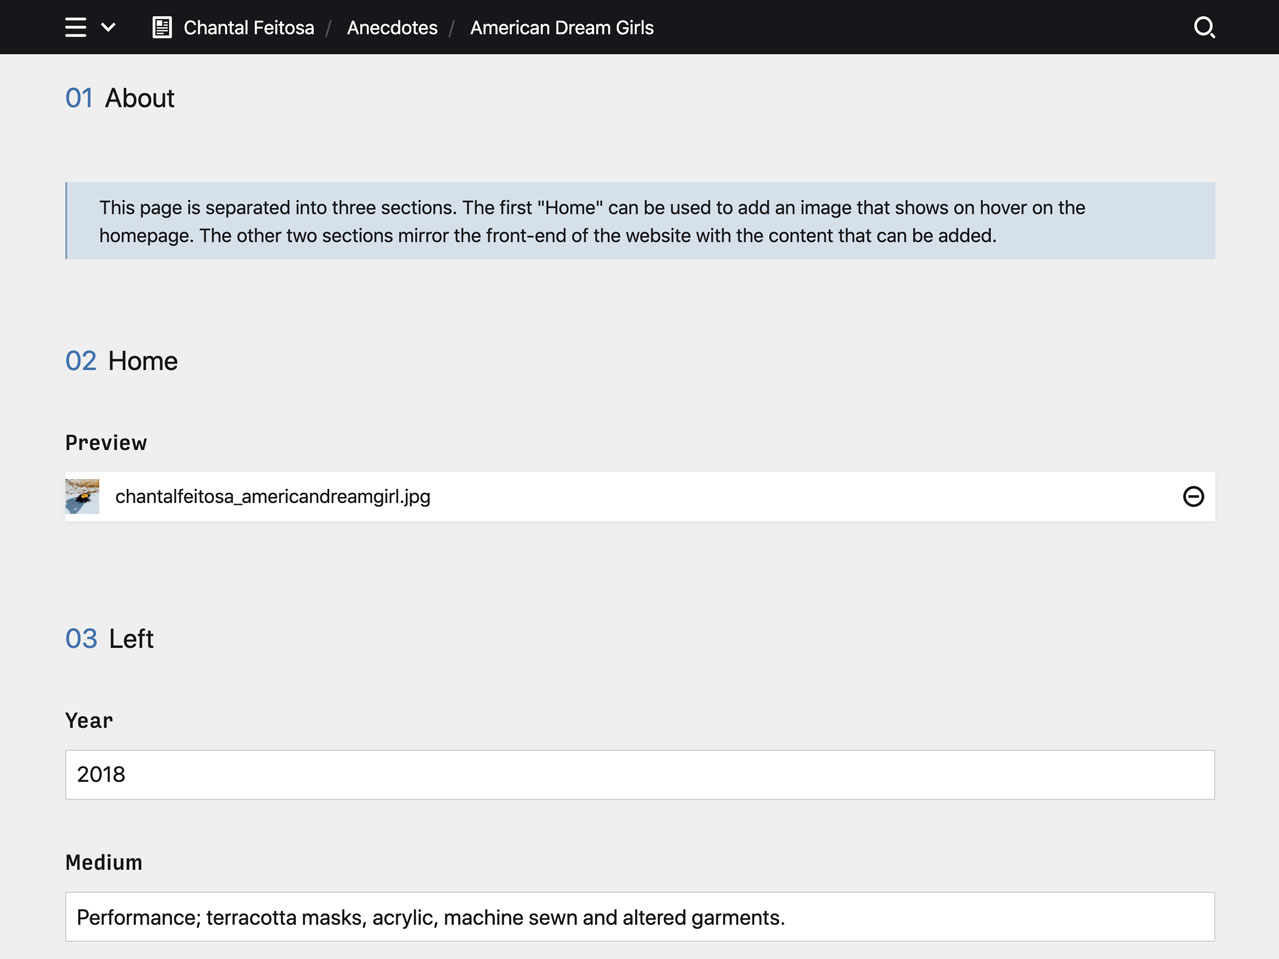 Chantal Feitosa / Anecdotes / American Dream Girls
01 About
This page is separated into three sections. The first "Home" can be used to add an image that shows on hover on the
homepage. The other two sections mirror the front-end of the website with the content that can be added.
02 Home
Preview
chantalfeitosa_americandreamgirl.jpg
03 Left
Year
2018
Medium
Performance; terracotta masks, acrylic, machine sewn and altered garments.